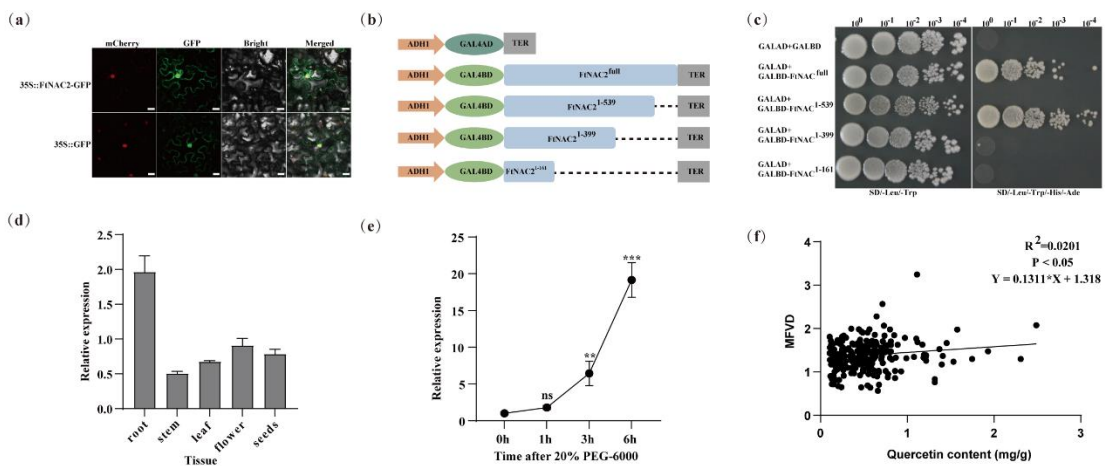 (a)
mCherry GFP Bright Merged
35S::FtNAC2-GFP
35S::GFP
(b)
ADH1 GAL4AD TER
ADH1 GAL4BD FtNAC2full TER
ADH1 GAL4BD FtNAC21-539 TER
ADH1 GAL4BD FtNAC21-399 TER
ADH1 GAL4BD FtNAC21-161 TER
(c)
100 10-1 10-2 10-3 10-4 100 10-1 10-2 10-3 10-4
GALAD+GALBD
GALAD+
GALBD-FtNACfull
GALAD+
GALBD-FtNAC1-539
GALAD+
GALBD-FtNAC1-399
GALAD+
GALBD-FtNAC1-161
SD/-Leu/-Trp SD/-Leu/-Trp/-His/-Ade
(d)
Relative expression
2.5
2.0
1.5
1.0
0.5
0.0
root stem leaf flower seeds
Tissue
(e)
Relative expression
25
20
15
10
5
0
ns ** ***
0h 1h 3h 6h
Time after 20% PEG-6000
(f)
R2=0.0201
P < 0.05
Y = 0.1311*X + 1.318
MFVD
4
3
2
1
0
0 1 2 3
Quercetin content (mg/g)